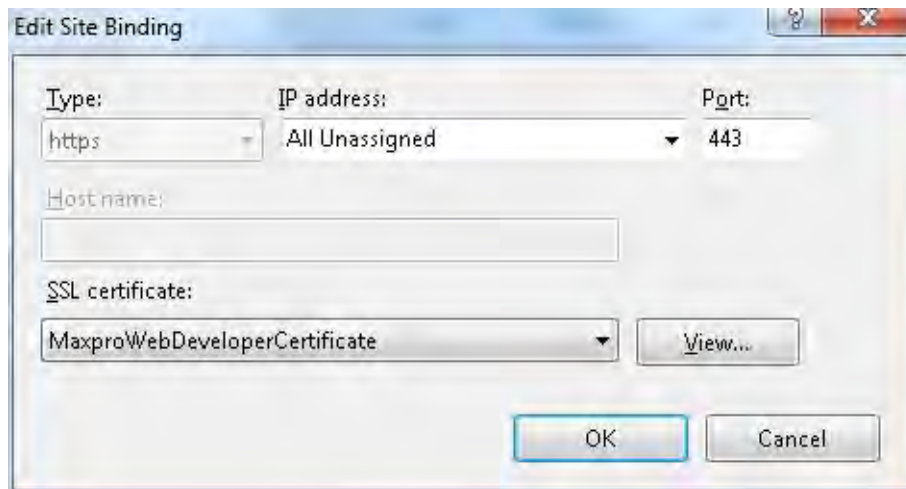 Edit Site Binding
Type: IP address: Port:
https All Unassigned 443
Host name:
SSL certificate:
MaxproWebDeveloperCertificate View...
OK Cancel